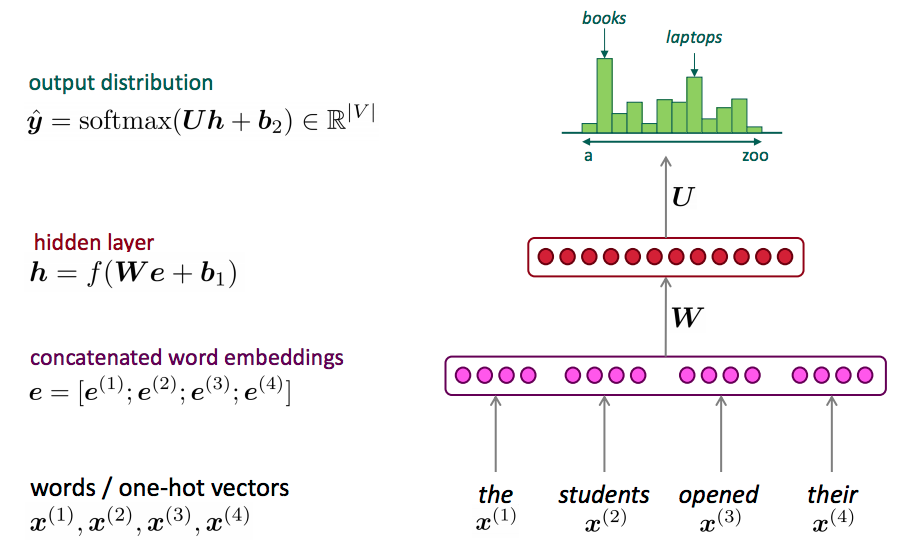 books
laptops
output distribution
ŷ = softmax(Uh + b₂) ∈ ℝ^|V|
a
zoo
U
hidden layer
h = f(We + b₁)
W
concatenated word embeddings
e = [e^(1); e^(2); e^(3); e^(4)]
words / one-hot vectors
x^(1), x^(2), x^(3), x^(4)
the students opened their
x^(1) x^(2) x^(3) x^(4)